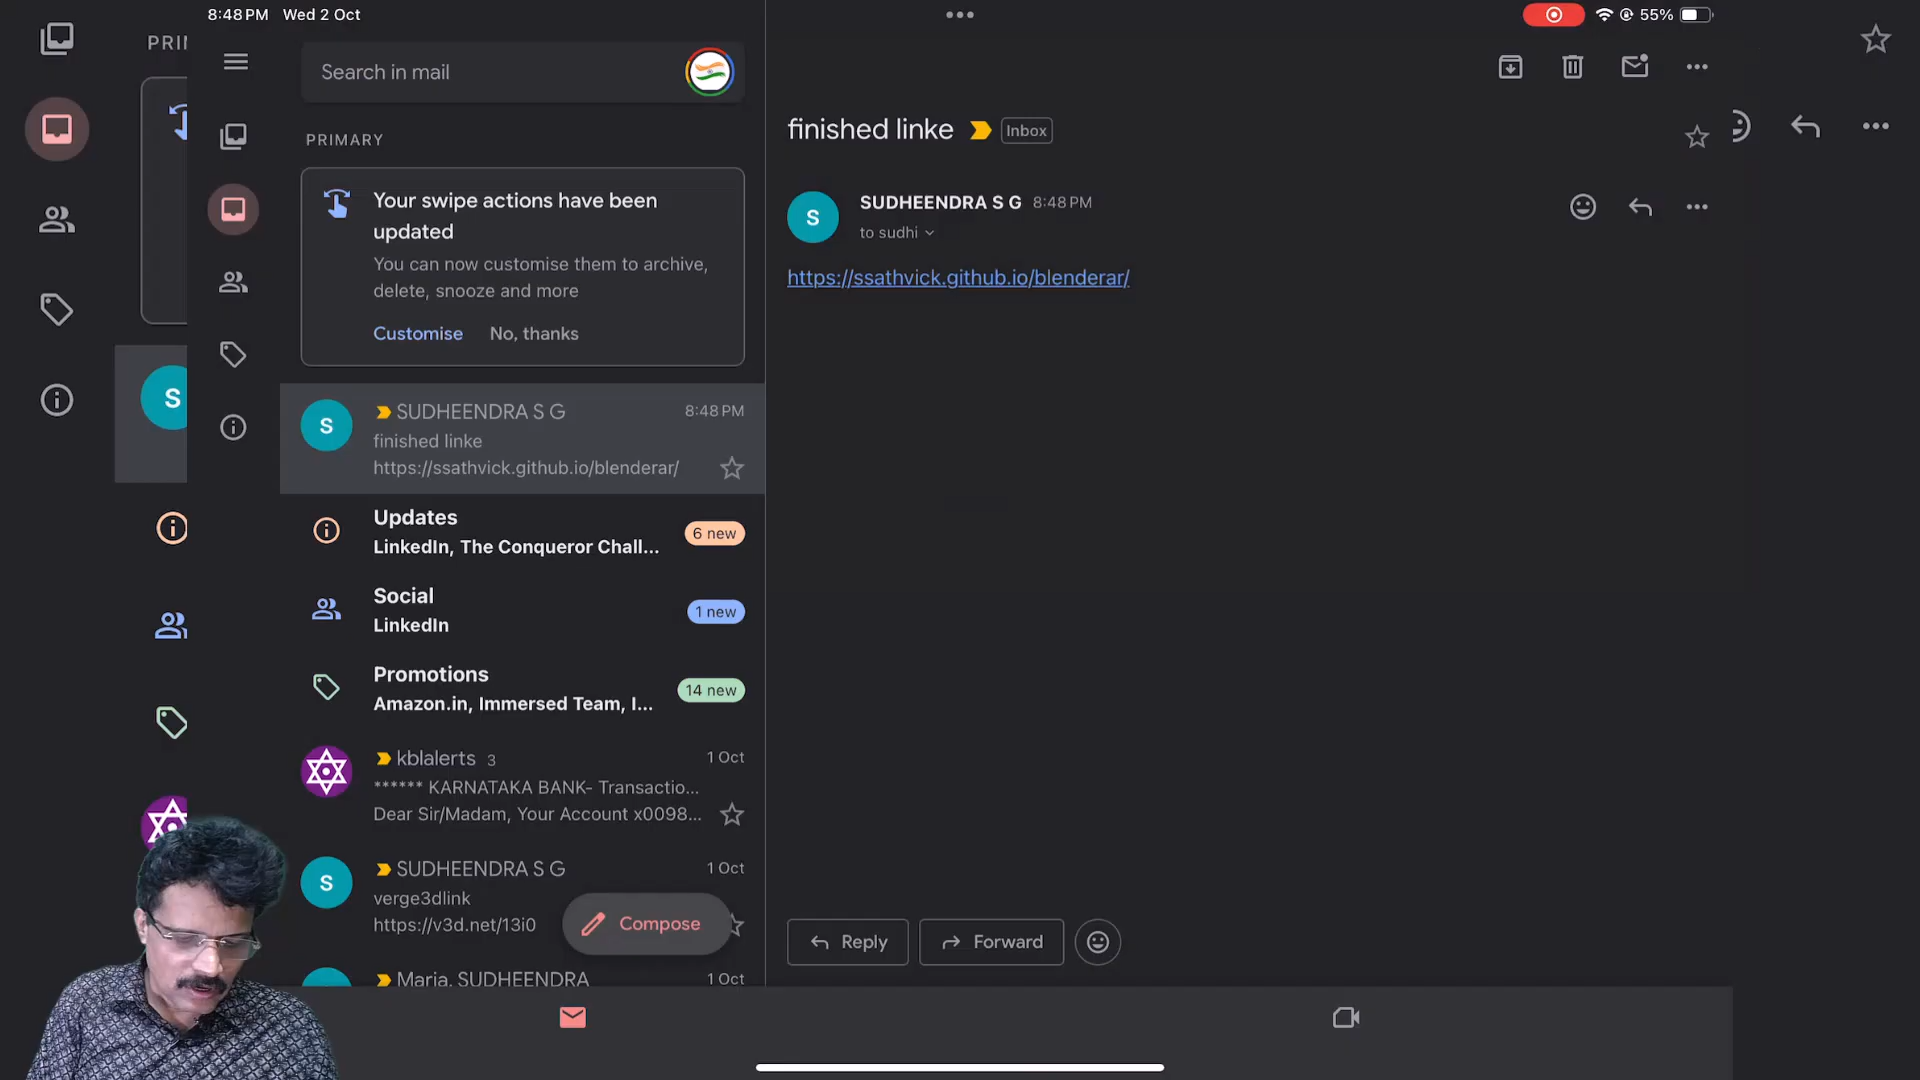 PRI
8:48 PM Wed 2 Oct
55%
Search in mail
PRIMARY
Your swipe actions have been
updated
You can now customise them to archive,
delete, snooze and more
Customise No, thanks
S
S
SUDHEENDRA S G 8:48 PM
finished linke
https://ssathvick.github.io/blenderar/
Updates
LinkedIn, The Conqueror Chall...
6 new
Social
LinkedIn
1 new
Promotions
Amazon.in, Immersed Team, I...
14 new
kblalerts 3 1 Oct
****** KARNATAKA BANK- Transactio...
Dear Sir/Madam, Your Account x0098...
S
SUDHEENDRA S G 1 Oct
verge3dlink
https://v3d.net/13i0
Compose
Maria, SUDHEENDRA 1 Oct
finished linke Inbox
S
SUDHEENDRA S G 8:48 PM
to sudhi
https://ssathvick.github.io/blenderar/
Reply Forward